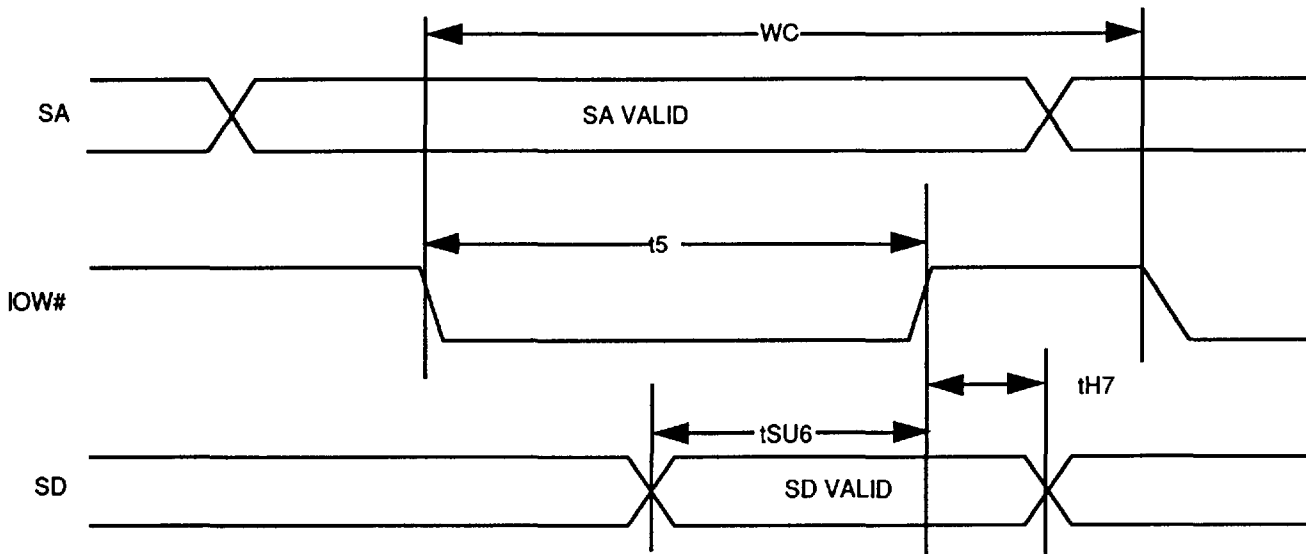 WC
SA
SA VALID
t5
IOW#
tH7
tSU6
SD
SD VALID